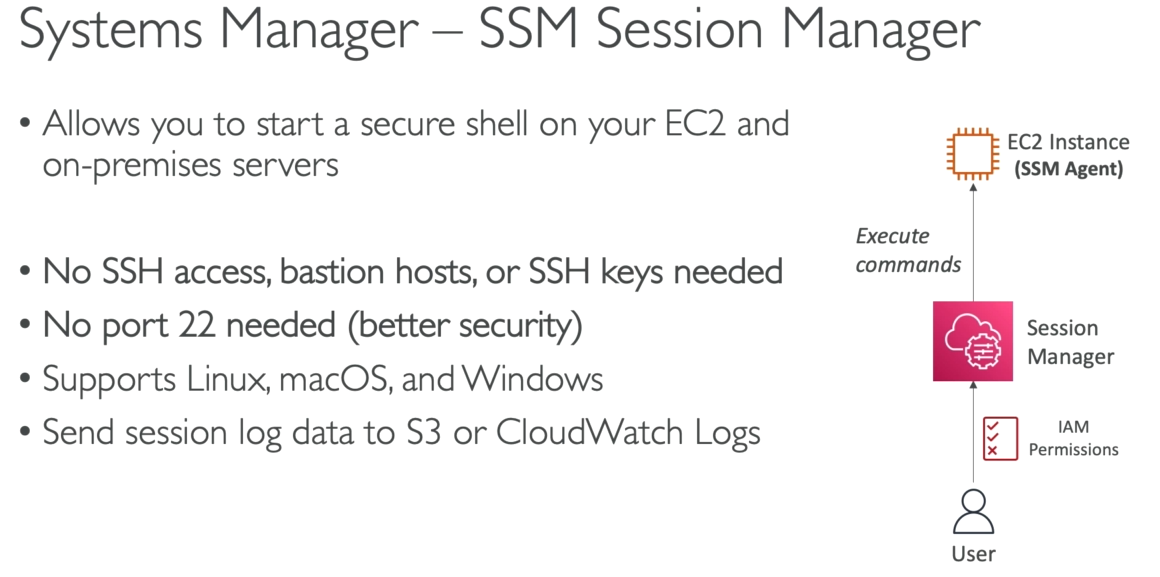 Systems Manager – SSM Session Manager
• Allows you to start a secure shell on your EC2 and
on-premises servers
• No SSH access, bastion hosts, or SSH keys needed
• No port 22 needed (better security)
• Supports Linux, macOS, and Windows
• Send session log data to S3 or CloudWatch Logs
EC2 Instance
(SSM Agent)
Execute
commands
Session
Manager
IAM
Permissions
User